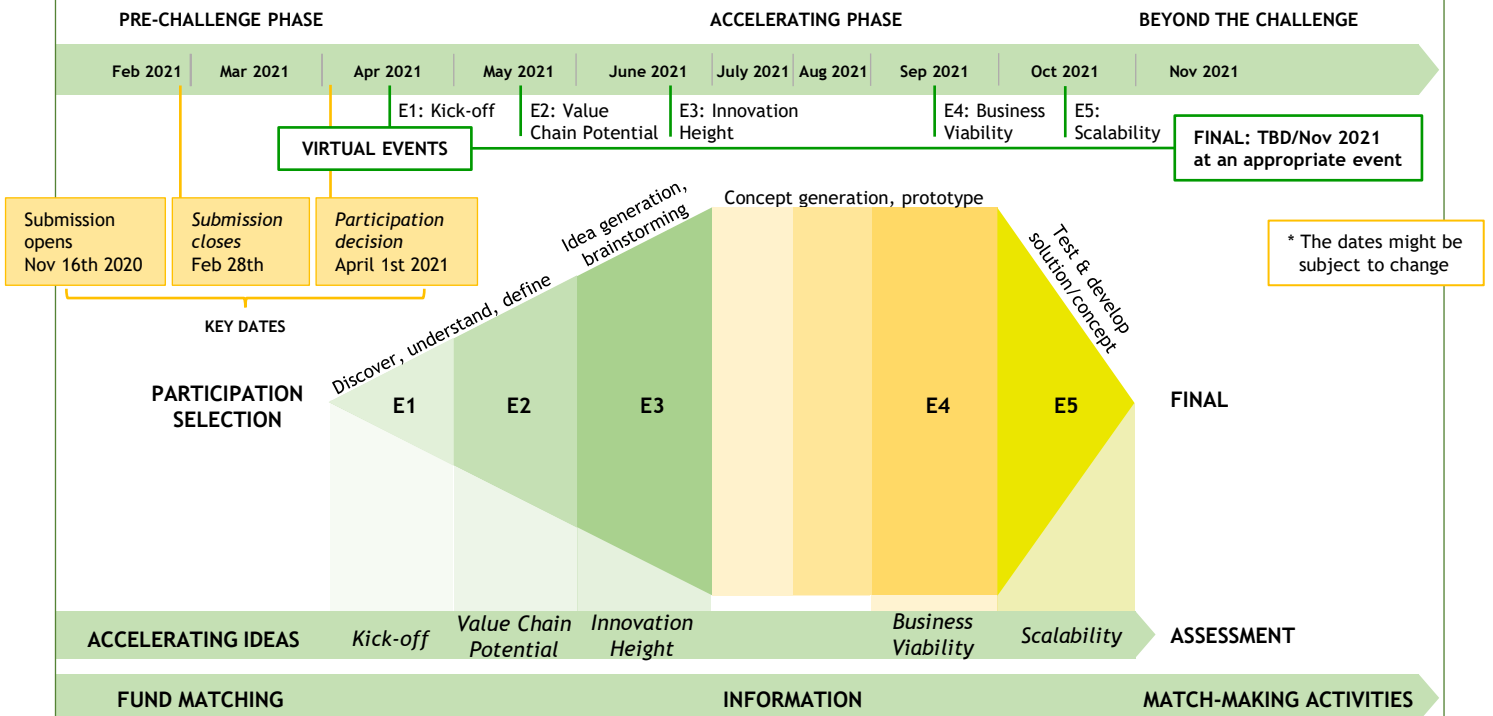 PRE-CHALLENGE PHASE
ACCELERATING PHASE
BEYOND THE CHALLENGE
Feb 2021
Mar 2021
Apr 2021
May 2021
June 2021
July 2021
Aug 2021
Sep 2021
Oct 2021
Nov 2021
E1: Kick-off
E2: Value
Chain Potential
E3: Innovation
Height
E4: Business
Viability
E5:
Scalability
VIRTUAL EVENTS
FINAL: TBD/Nov 2021
at an appropriate event
Submission
opens
Nov 16th 2020
Submission
closes
Feb 28th
Participation
decision
April 1st 2021
KEY DATES
* The dates might be
subject to change
Discover, understand, define
Idea generation,
brainstorming
Concept generation, prototype
Test & develop
solution/concept
PARTICIPATION
SELECTION
E1
E2
E3
E4
E5
FINAL
ACCELERATING IDEAS
Kick-off
Value Chain
Potential
Innovation
Height
Business
Viability
Scalability
ASSESSMENT
FUND MATCHING
INFORMATION
MATCH-MAKING ACTIVITIES